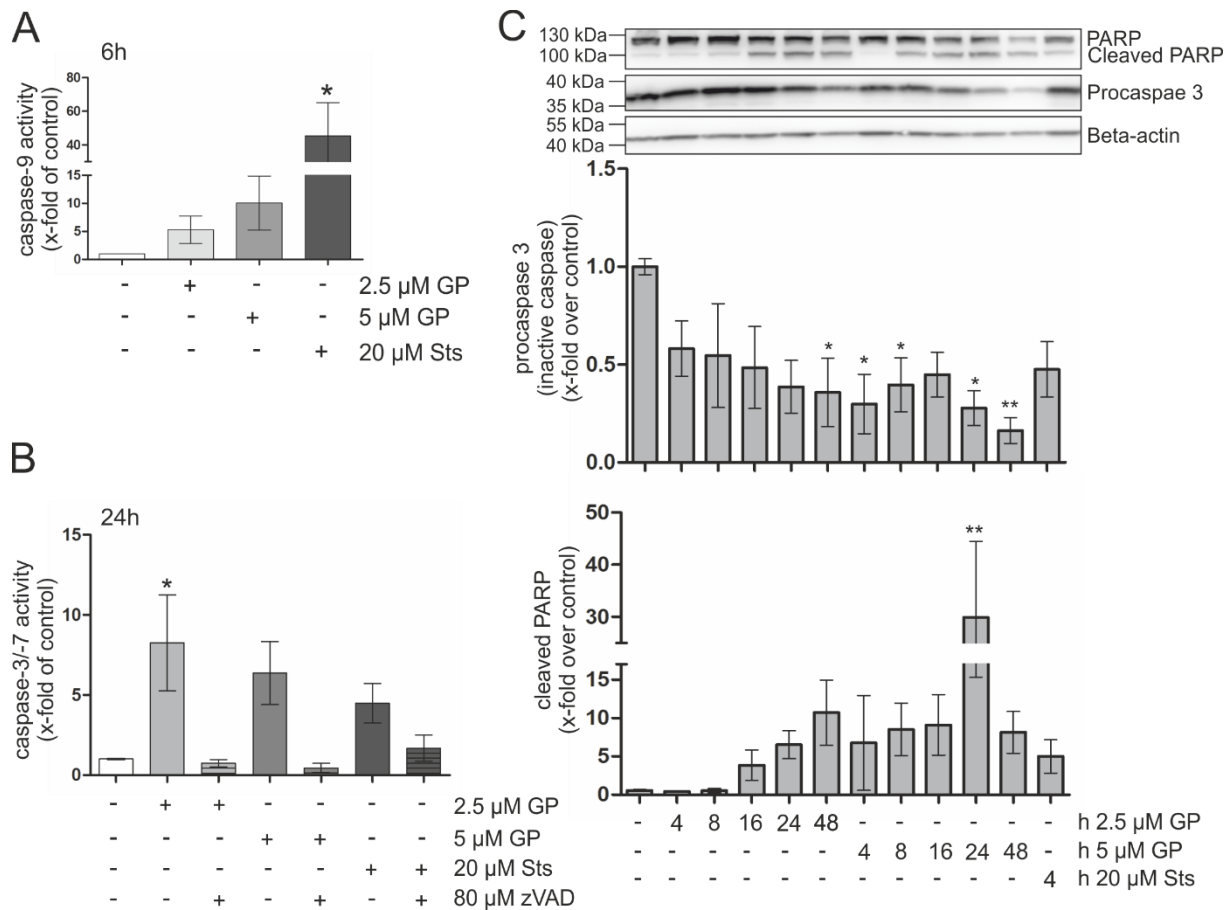 A
6h
caspase-9 activity
(x-fold of control)
80
60
40
20
15
10
5
0
*
- + - - 2.5 µM GP
- - + - 5 µM GP
- - - + 20 µM Sts
B
24h
caspase-3/-7 activity
(x-fold of control)
15
10
5
0
*
- + + - - - - 2.5 µM GP
- - - + + - - 5 µM GP
- - - - - + + 20 µM Sts
- - + - + - + 80 µM zVAD
C
130 kDa
100 kDa
PARP
Cleaved PARP
40 kDa
35 kDa
Procaspae 3
55 kDa
40 kDa
Beta-actin
procaspase 3
(inactive caspase)
(x-fold over control)
1.5
1.0
0.5
0.0
* * * * **
cleaved PARP
(x-fold over control)
50
40
30
15
10
5
0
**
- 4 8 16 24 48 - - - - - - h 2.5 µM GP
- - - - - - 4 8 16 24 48 - h 5 µM GP
- - - - - - - - - - - 4 h 20 µM Sts